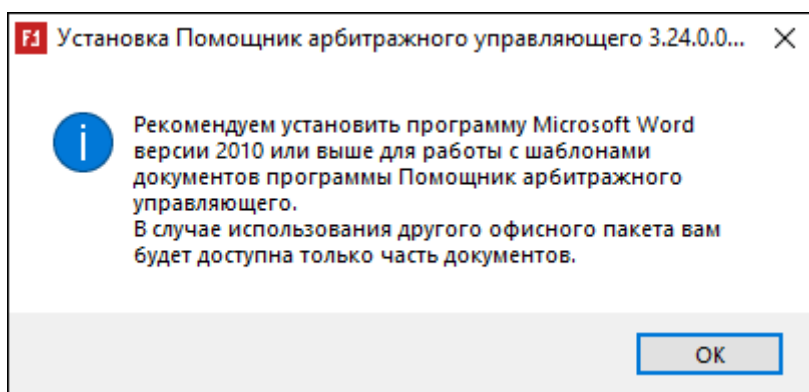 F1 Установка Помощник арбитражного управляющего 3.24.0.0...
Рекомендуем установить программу Microsoft Word
версии 2010 или выше для работы с шаблонами
документов программы Помощник арбитражного
управляющего.
В случае использования другого офисного пакета вам
будет доступна только часть документов.
ОК